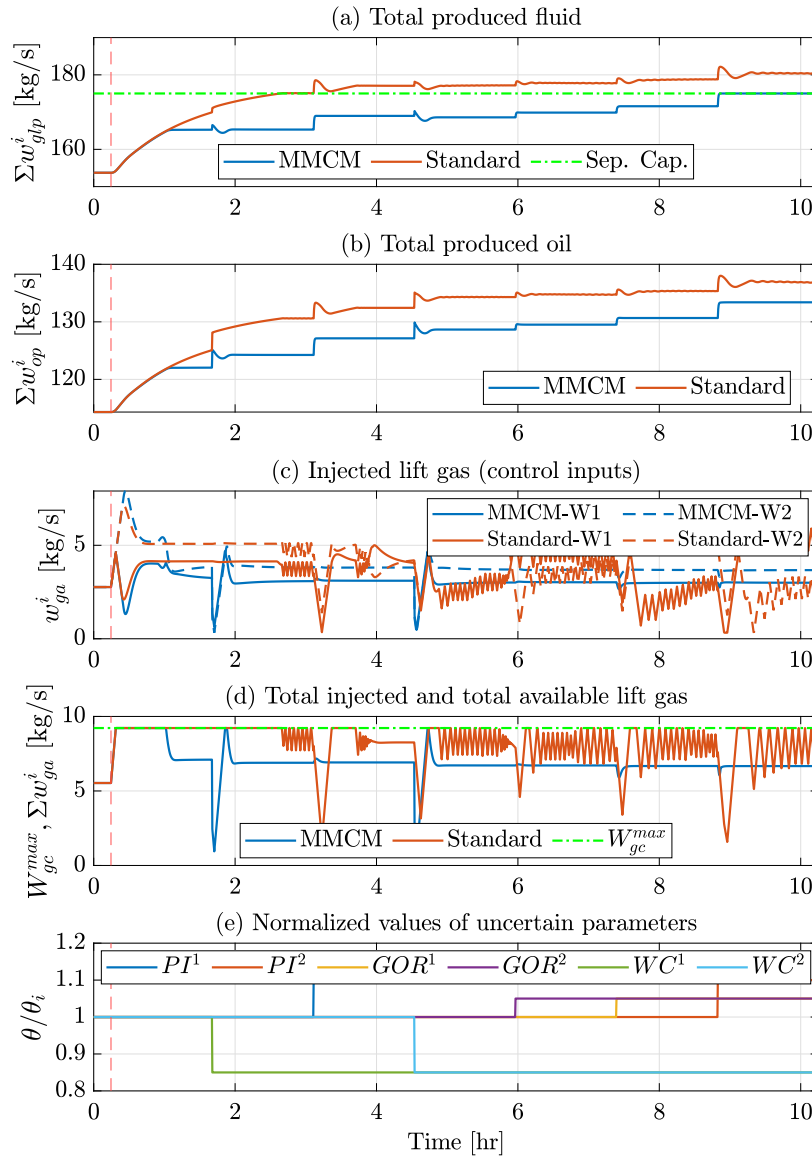 (a) Total produced fluid
Σw^i_glp [kg/s]
180
160
MMCM Standard Sep. Cap.
0 2 4 6 8 10
(b) Total produced oil
Σw^i_op [kg/s]
140
130
120
MMCM Standard
0 2 4 6 8 10
(c) Injected lift gas (control inputs)
w^i_ga [kg/s]
5
0
MMCM-W1 MMCM-W2
Standard-W1 Standard-W2
0 2 4 6 8 10
(d) Total injected and total available lift gas
W^max_gc, Σw^i_ga [kg/s]
10
5
0
MMCM Standard W^max_gc
0 2 4 6 8 10
(e) Normalized values of uncertain parameters
θ/θ_i
1.2
1.1
1
0.9
0.8
PI^1 PI^2 GOR^1 GOR^2 WC^1 WC^2
0 2 4 6 8 10
Time [hr]